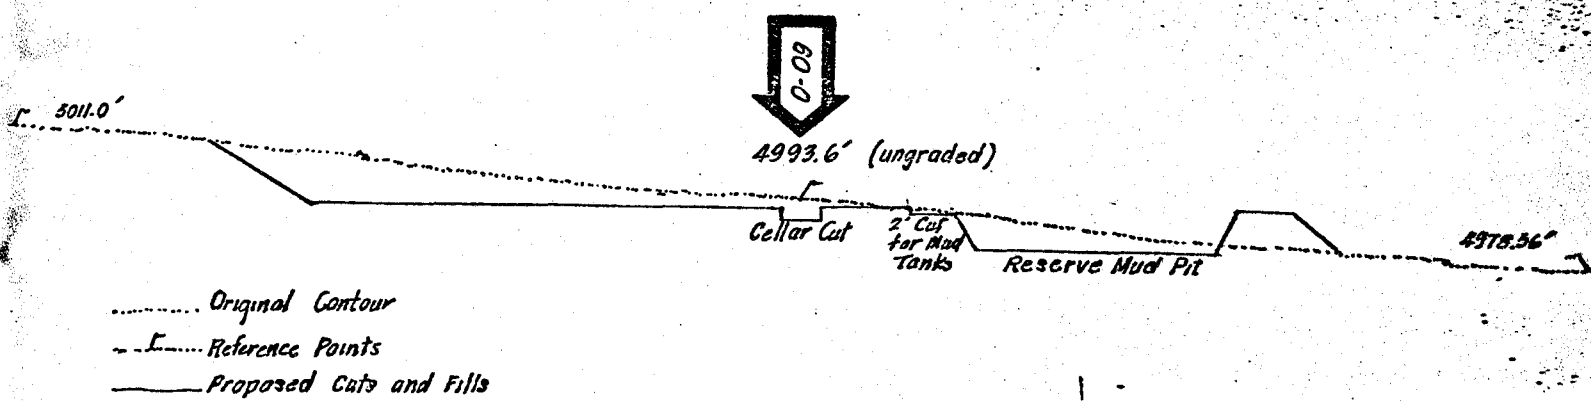 0-09
5011.0'
4993.6' (ungraded)
Cellar Cut
2' Cut
for Mud
Tanks
Reserve Mud Pit
4978.36'
Original Contour
Reference Points
Proposed Cuts and Fills